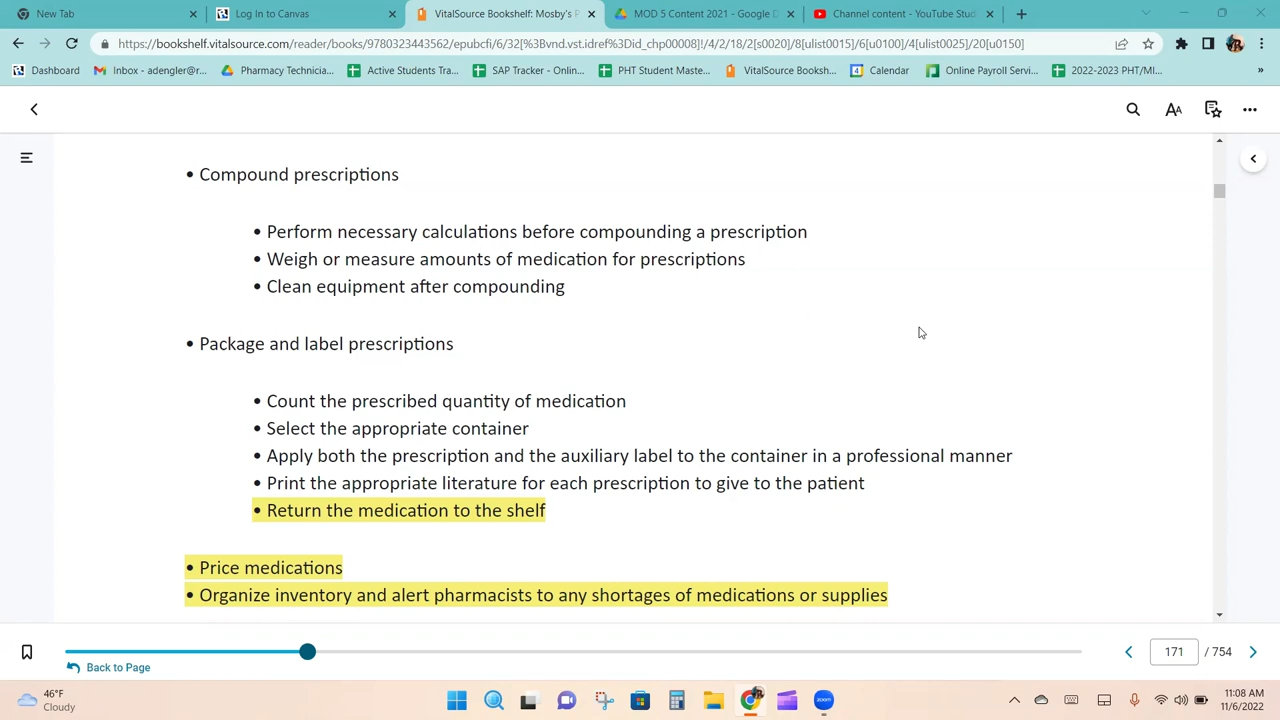 New Tab
Log In to Canvas
VitalSource Bookshelf: Mosby's P
MOD 5 Content 2021 - Google D
Channel content - YouTube Stud
https://bookshelf.vitalsource.com/reader/books/9780323443562/epubcfi/6/32[%3Bvnd.vst.idref%3Did_chp00008]!/4/2/18/2[s0020]/8[ulist0015]/6[u0100]/4[ulist0025]/20[u0150]
Dashboard
Inbox - adengler@r...
Pharmacy Technicia...
Active Students Tra...
SAP Tracker - Onlin...
PHT Student Maste...
VitalSource Booksh...
Calendar
Online Payroll Servi...
2022-2023 PHT/MI...
»
AA
• Compound prescriptions
• Perform necessary calculations before compounding a prescription
• Weigh or measure amounts of medication for prescriptions
• Clean equipment after compounding
• Package and label prescriptions
• Count the prescribed quantity of medication
• Select the appropriate container
• Apply both the prescription and the auxiliary label to the container in a professional manner
• Print the appropriate literature for each prescription to give to the patient
• Return the medication to the shelf
• Price medications
• Organize inventory and alert pharmacists to any shortages of medications or supplies
Back to Page
171 / 754
46°F
Cloudy
zoom
11:08 AM
11/6/2022